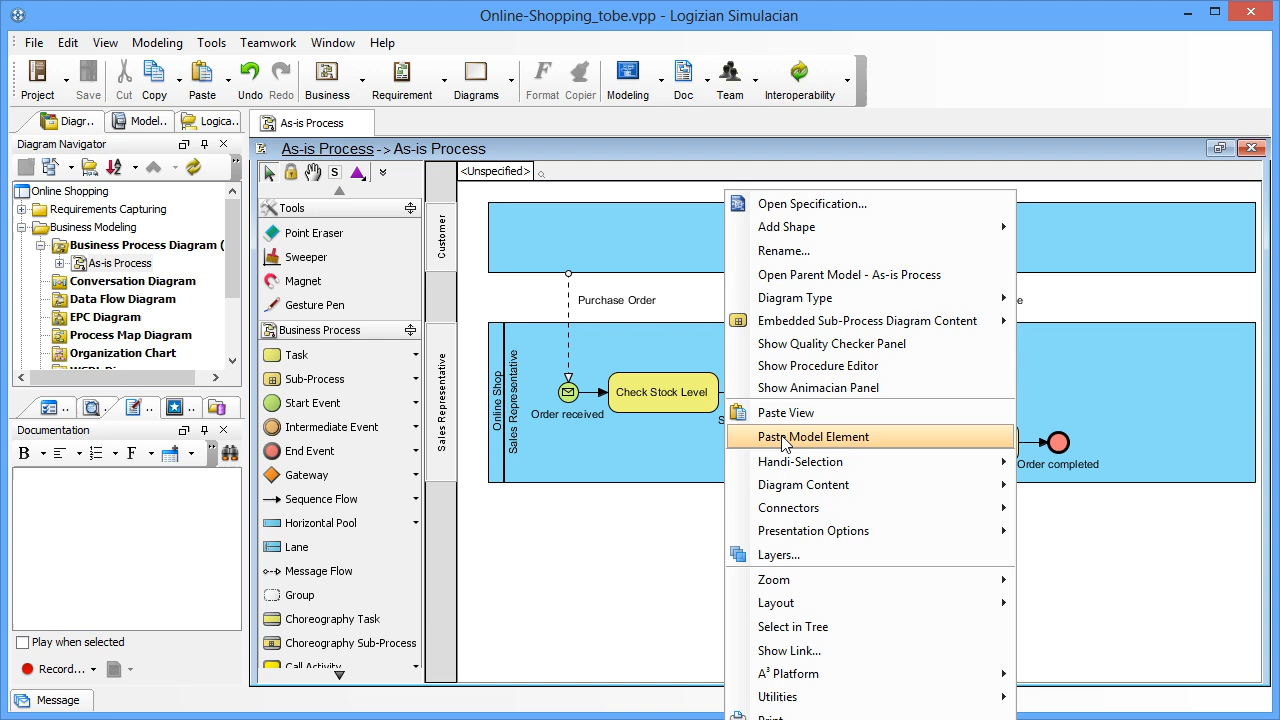 Online-Shopping_tobe.vpp - Logizian Simulacian
File Edit View Modeling Tools Teamwork Window Help
Project Save Cut Copy Paste Undo Redo Business Requirement Diagrams Format Copier Modeling Doc Team Interoperability
Diagr.. Model.. Logica..
As-is Process
Diagram Navigator
As-is Process -> As-is Process
<Unspecified>
Online Shopping
Requirements Capturing
Business Modeling
Business Process Diagram (
As-is Process
Conversation Diagram
Data Flow Diagram
EPC Diagram
Process Map Diagram
Organization Chart
Documentation
B F
Play when selected
Record...
Message
S
Tools
Point Eraser
Sweeper
Magnet
Gesture Pen
Business Process
Task
Sub-Process
Start Event
Intermediate Event
End Event
Gateway
Sequence Flow
Horizontal Pool
Lane
Message Flow
Group
Choreography Task
Choreography Sub-Process
Call Activity
Customer
Sales Representative
Purchase Order
Online Shop
Sales Representative
Order received
Check Stock Level
S
Order completed
Open Specification...
Add Shape
Rename...
Open Parent Model - As-is Process
Diagram Type
Embedded Sub-Process Diagram Content
Show Quality Checker Panel
Show Procedure Editor
Show Animacian Panel
Paste View
Paste Model Element
Handi-Selection
Diagram Content
Connectors
Presentation Options
Layers...
Zoom
Layout
Select in Tree
Show Link...
A³ Platform
Utilities
Print